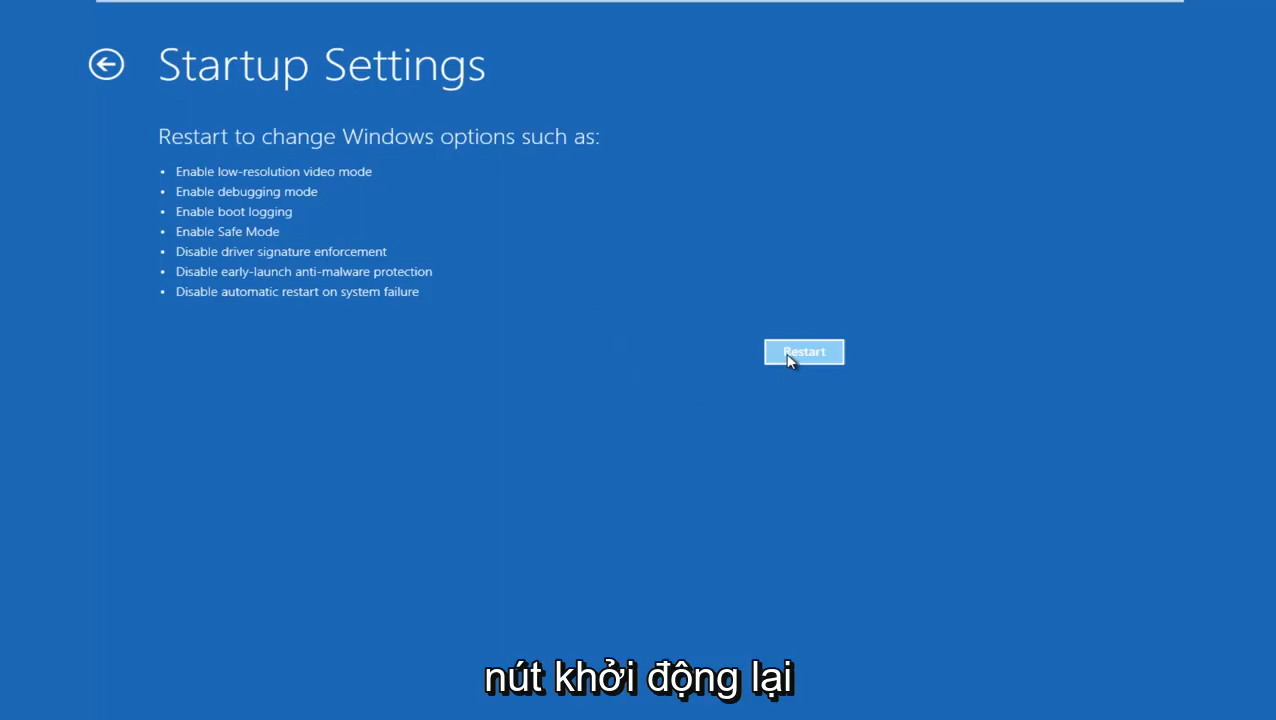 Startup Settings
Restart to change Windows options such as:
• Enable low-resolution video mode
• Enable debugging mode
• Enable boot logging
• Enable Safe Mode
• Disable driver signature enforcement
• Disable early-launch anti-malware protection
• Disable automatic restart on system failure
Restart
nút khởi động lại